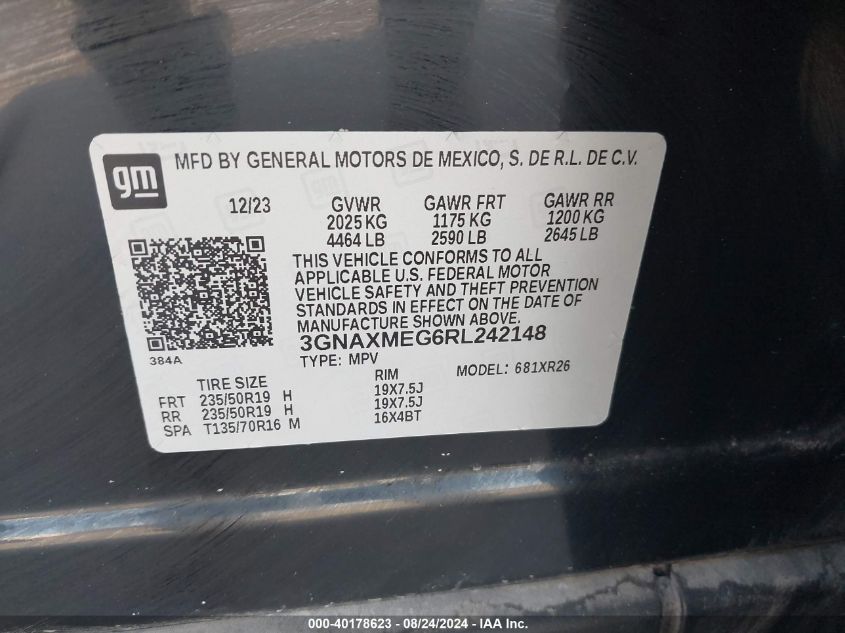 gm
MFD BY GENERAL MOTORS DE MEXICO, S. DE R.L. DE C.V.
12/23 GVWR GAWR FRT GAWR RR
2025 KG 1175 KG 1200 KG
4464 LB 2590 LB 2645 LB
THIS VEHICLE CONFORMS TO ALL
APPLICABLE U.S. FEDERAL MOTOR
VEHICLE SAFETY AND THEFT PREVENTION
STANDARDS IN EFFECT ON THE DATE OF
MANUFACTURE SHOWN ABOVE.
3GNAXMEG6RL242148
384A
TYPE: MPV MODEL: 681XR26
TIRE SIZE RIM
FRT 235/50R19 H 19X7.5J
RR 235/50R19 H 19X7.5J
SPA T135/70R16 M 16X4BT
000-40178623 - 08/24/2024 - IAA Inc.